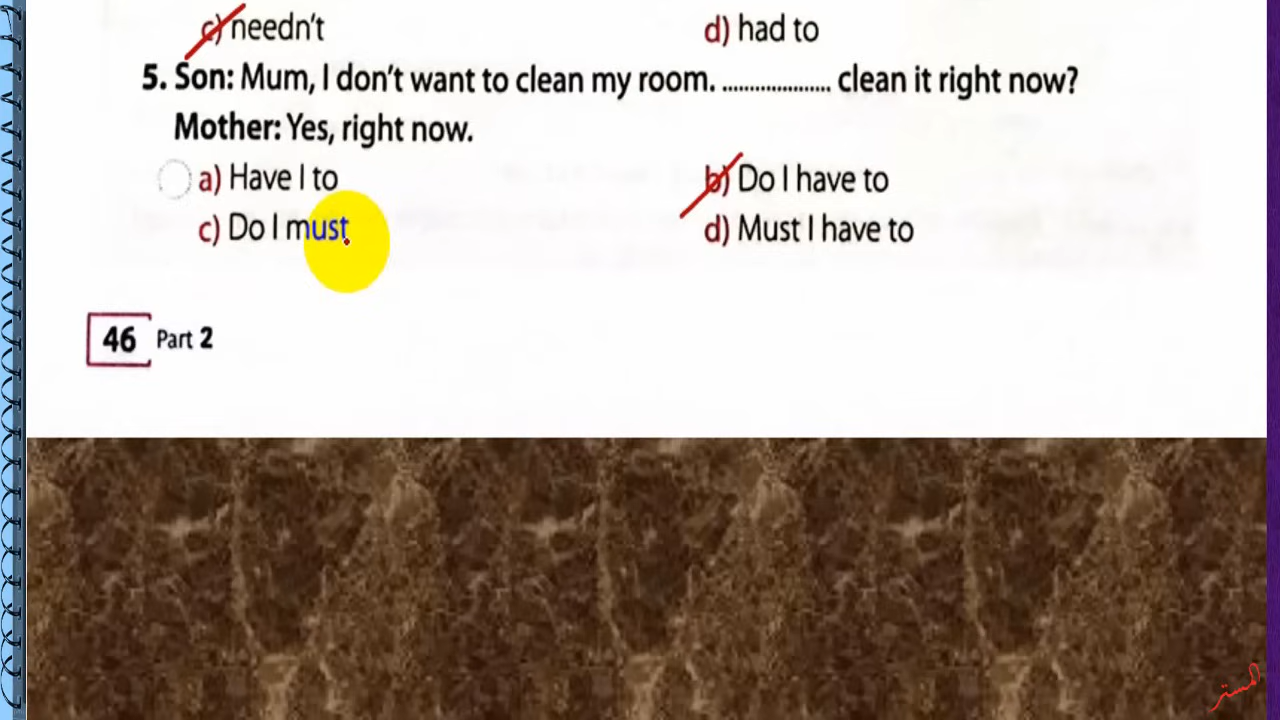 c) needn't d) had to
5. Son: Mum, I don't want to clean my room. .................... clean it right now?
Mother: Yes, right now.
a) Have I to b) Do I have to
c) Do I must d) Must I have to
46 Part 2
المستر